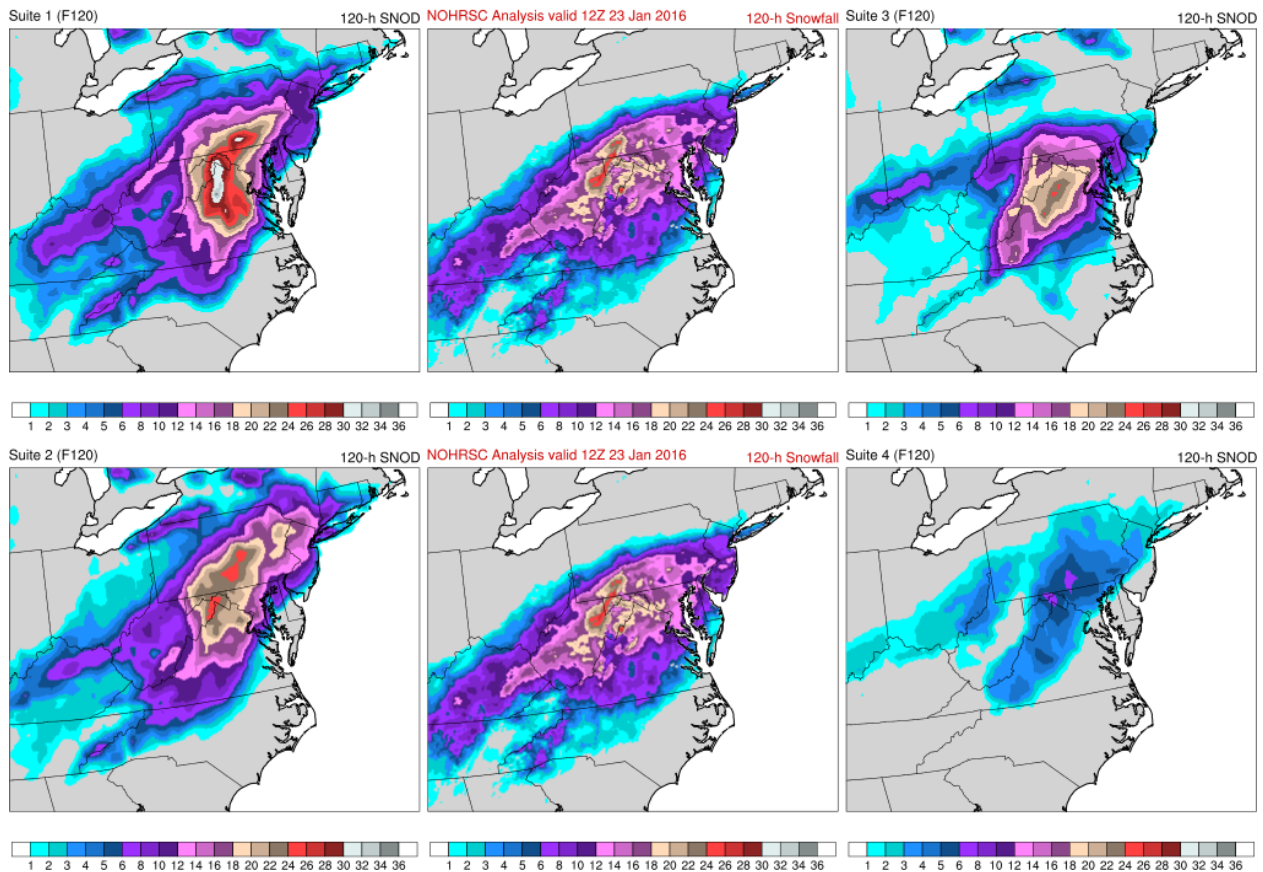 Suite 1 (F120) 120-h SNOD
NOHRSC Analysis valid 12Z 23 Jan 2016 120-h Snowfall
Suite 3 (F120) 120-h SNOD
1 2 3 4 5 6 8 10 12 14 16 18 20 22 24 26 28 30 32 34 36
1 2 3 4 5 6 8 10 12 14 16 18 20 22 24 26 28 30 32 34 36
1 2 3 4 5 6 8 10 12 14 16 18 20 22 24 26 28 30 32 34 36
Suite 2 (F120) 120-h SNOD
NOHRSC Analysis valid 12Z 23 Jan 2016 120-h Snowfall
Suite 4 (F120) 120-h SNOD
1 2 3 4 5 6 8 10 12 14 16 18 20 22 24 26 28 30 32 34 36
1 2 3 4 5 6 8 10 12 14 16 18 20 22 24 26 28 30 32 34 36
1 2 3 4 5 6 8 10 12 14 16 18 20 22 24 26 28 30 32 34 36